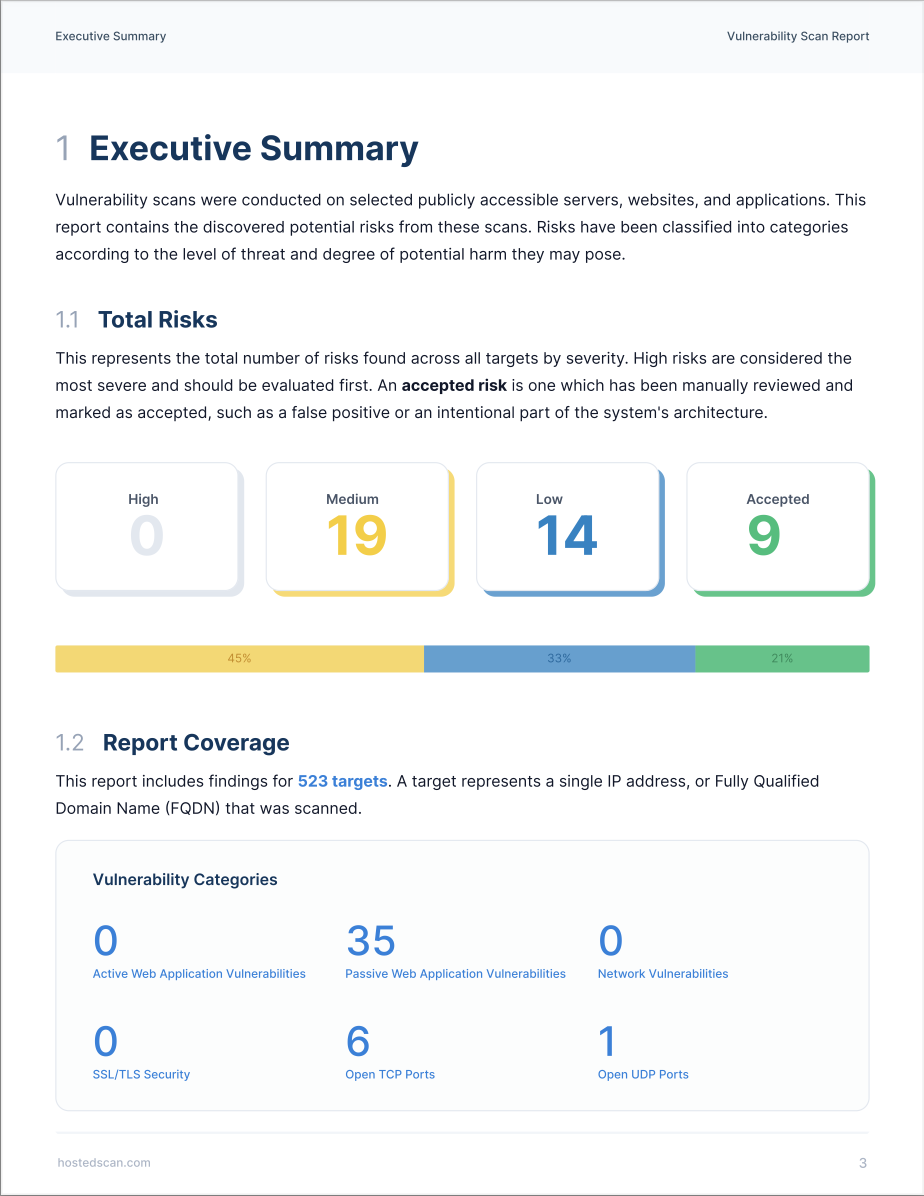 Executive Summary
Vulnerability Scan Report
1 Executive Summary
Vulnerability scans were conducted on selected publicly accessible servers, websites, and applications. This
report contains the discovered potential risks from these scans. Risks have been classified into categories
according to the level of threat and degree of potential harm they may pose.
1.1 Total Risks
This represents the total number of risks found across all targets by severity. High risks are considered the
most severe and should be evaluated first. An accepted risk is one which has been manually reviewed and
marked as accepted, such as a false positive or an intentional part of the system's architecture.
High
0
Medium
19
Low
14
Accepted
9
45%
33%
21%
1.2 Report Coverage
This report includes findings for 523 targets. A target represents a single IP address, or Fully Qualified
Domain Name (FQDN) that was scanned.
Vulnerability Categories
0
Active Web Application Vulnerabilities
35
Passive Web Application Vulnerabilities
0
Network Vulnerabilities
0
SSL/TLS Security
6
Open TCP Ports
1
Open UDP Ports
hostedscan.com
3